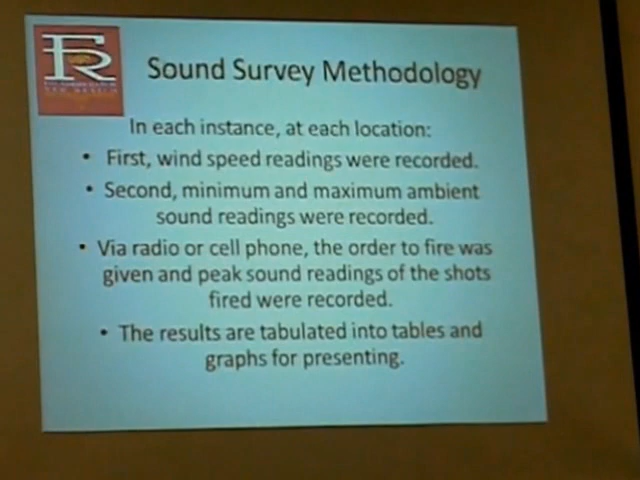 FR
Sound Survey Methodology
In each instance, at each location:
• First, wind speed readings were recorded.
• Second, minimum and maximum ambient
sound readings were recorded.
• Via radio or cell phone, the order to fire was
given and peak sound readings of the shots
fired were recorded.
• The results are tabulated into tables and
graphs for presenting.